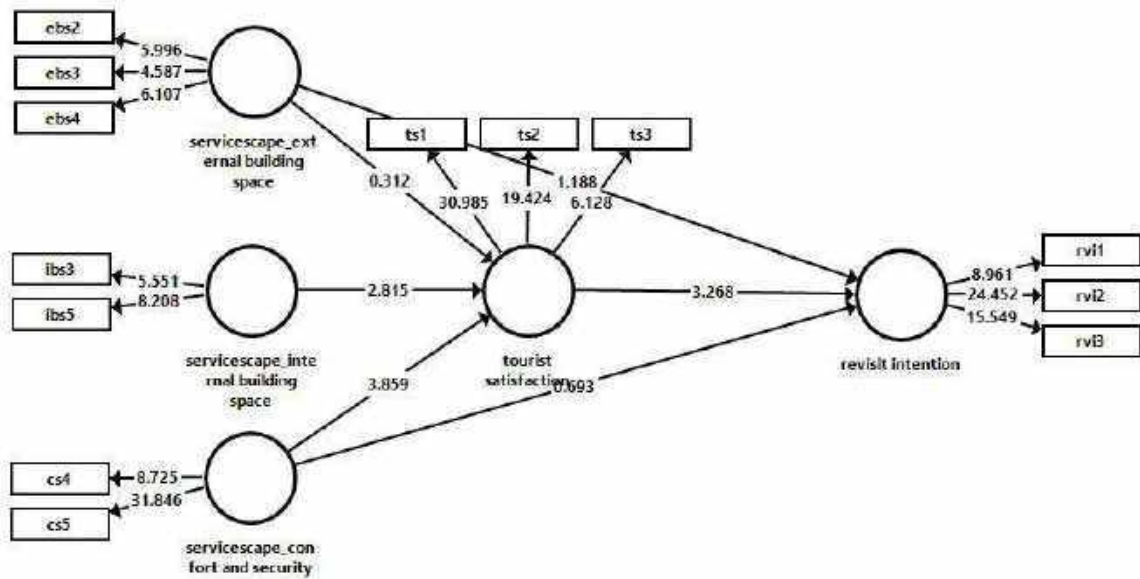 ebs2
5.996
ebs3
4.587
ebs4
6.107
servicescape_ext
ernal building
space
ts1
ts2
ts3
0.312
30.985
19.424
6.128
1.188
ibs3
5.551
ibs5
8.208
servicescape_inte
rnal building
space
2.815
tourist
satisfaction
3.268
revisit intention
rvi1
8.961
rvi2
24.452
rvi3
15.549
3.859
0.693
cs4
8.725
cs5
31.846
servicescape_con
fort and security